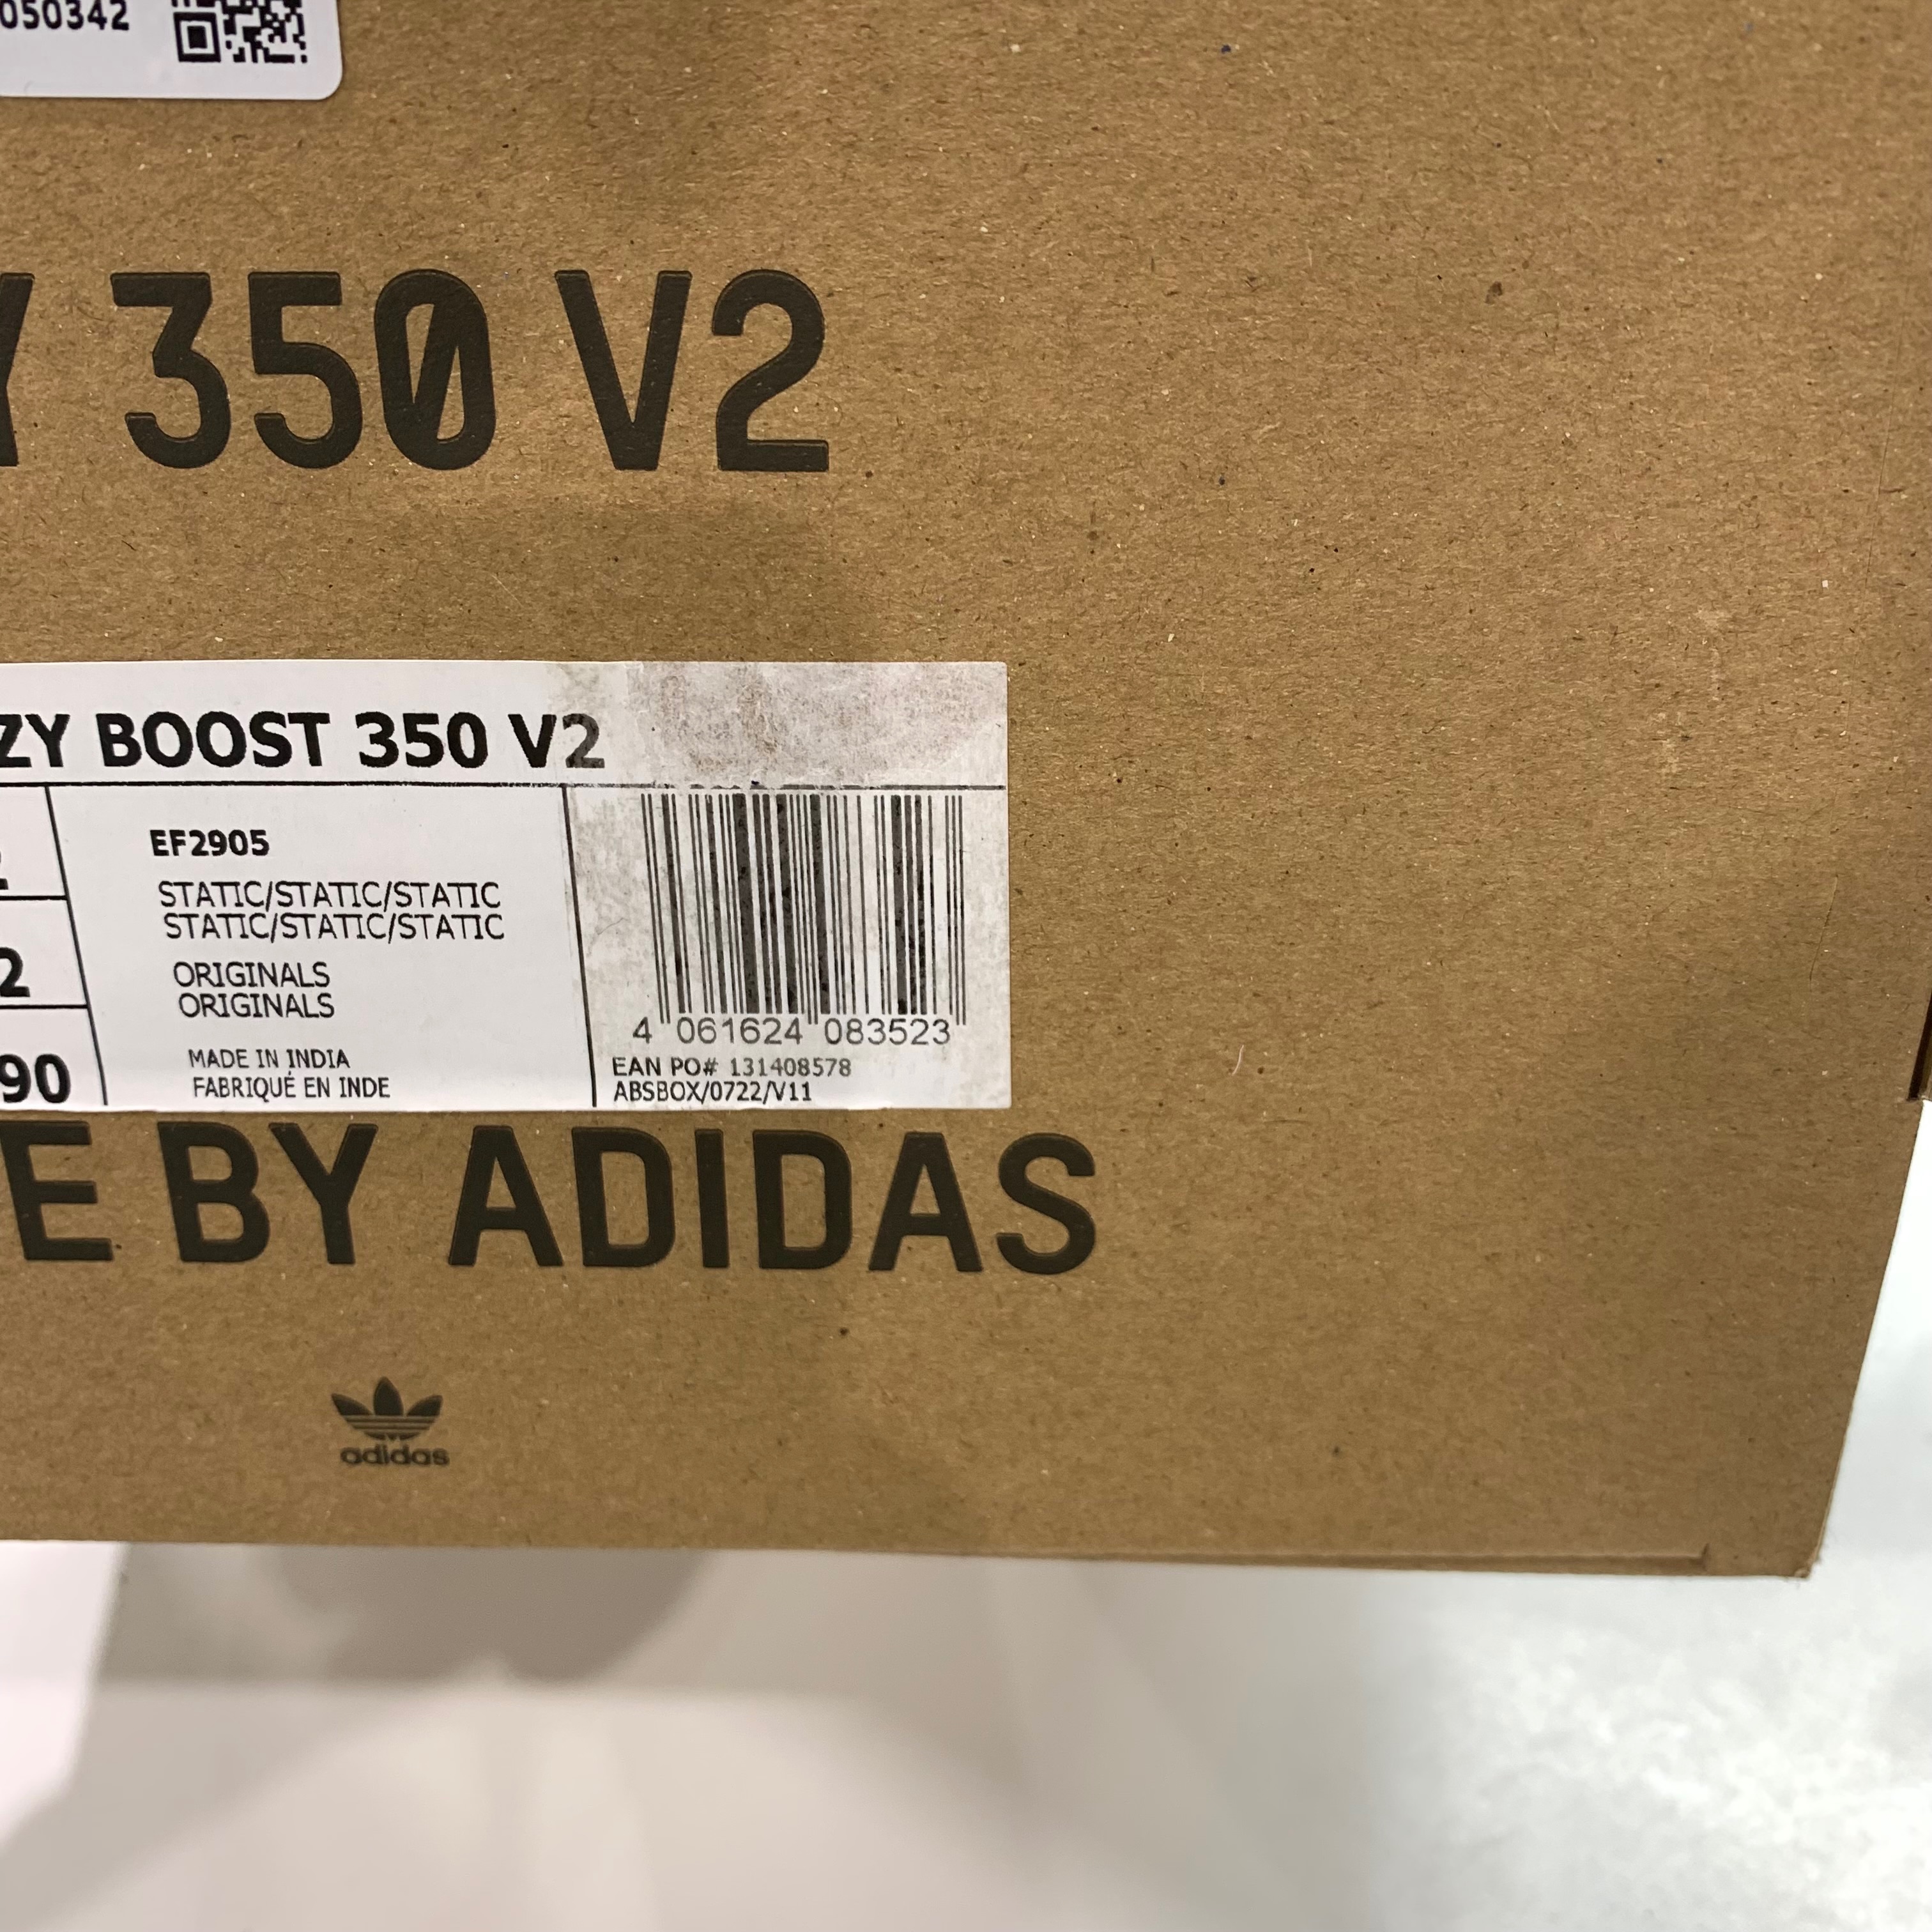 050342
Y 350 V2
ZY BOOST 350 V2
EF2905
STATIC/STATIC/STATIC
STATIC/STATIC/STATIC
ORIGINALS
ORIGINALS
MADE IN INDIA
FABRIQUÉ EN INDE
2
90
4 061624 083523
EAN PO# 131408578
ABSBOX/0722/V11
E BY ADIDAS
adidas